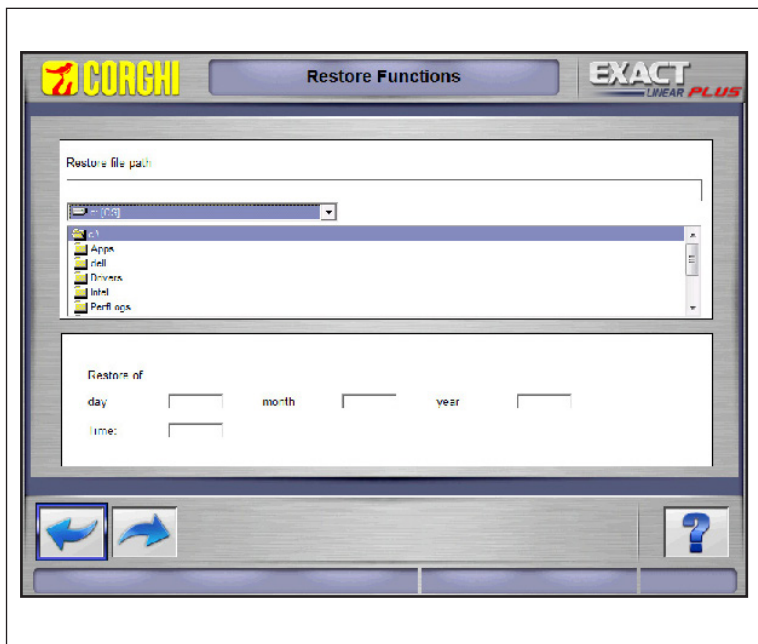 CORGHI
Restore Functions
EXACT
LINEAR PLUS
Restore file path
c: [OS]
c:\
Apps
dell
Drivers
Intel
PerfLogs
Restore of
day month year
Time: